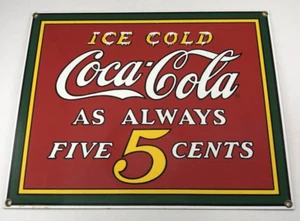 ICE COLD
Coca-Cola
AS ALWAYS
FIVE 5 CENTS